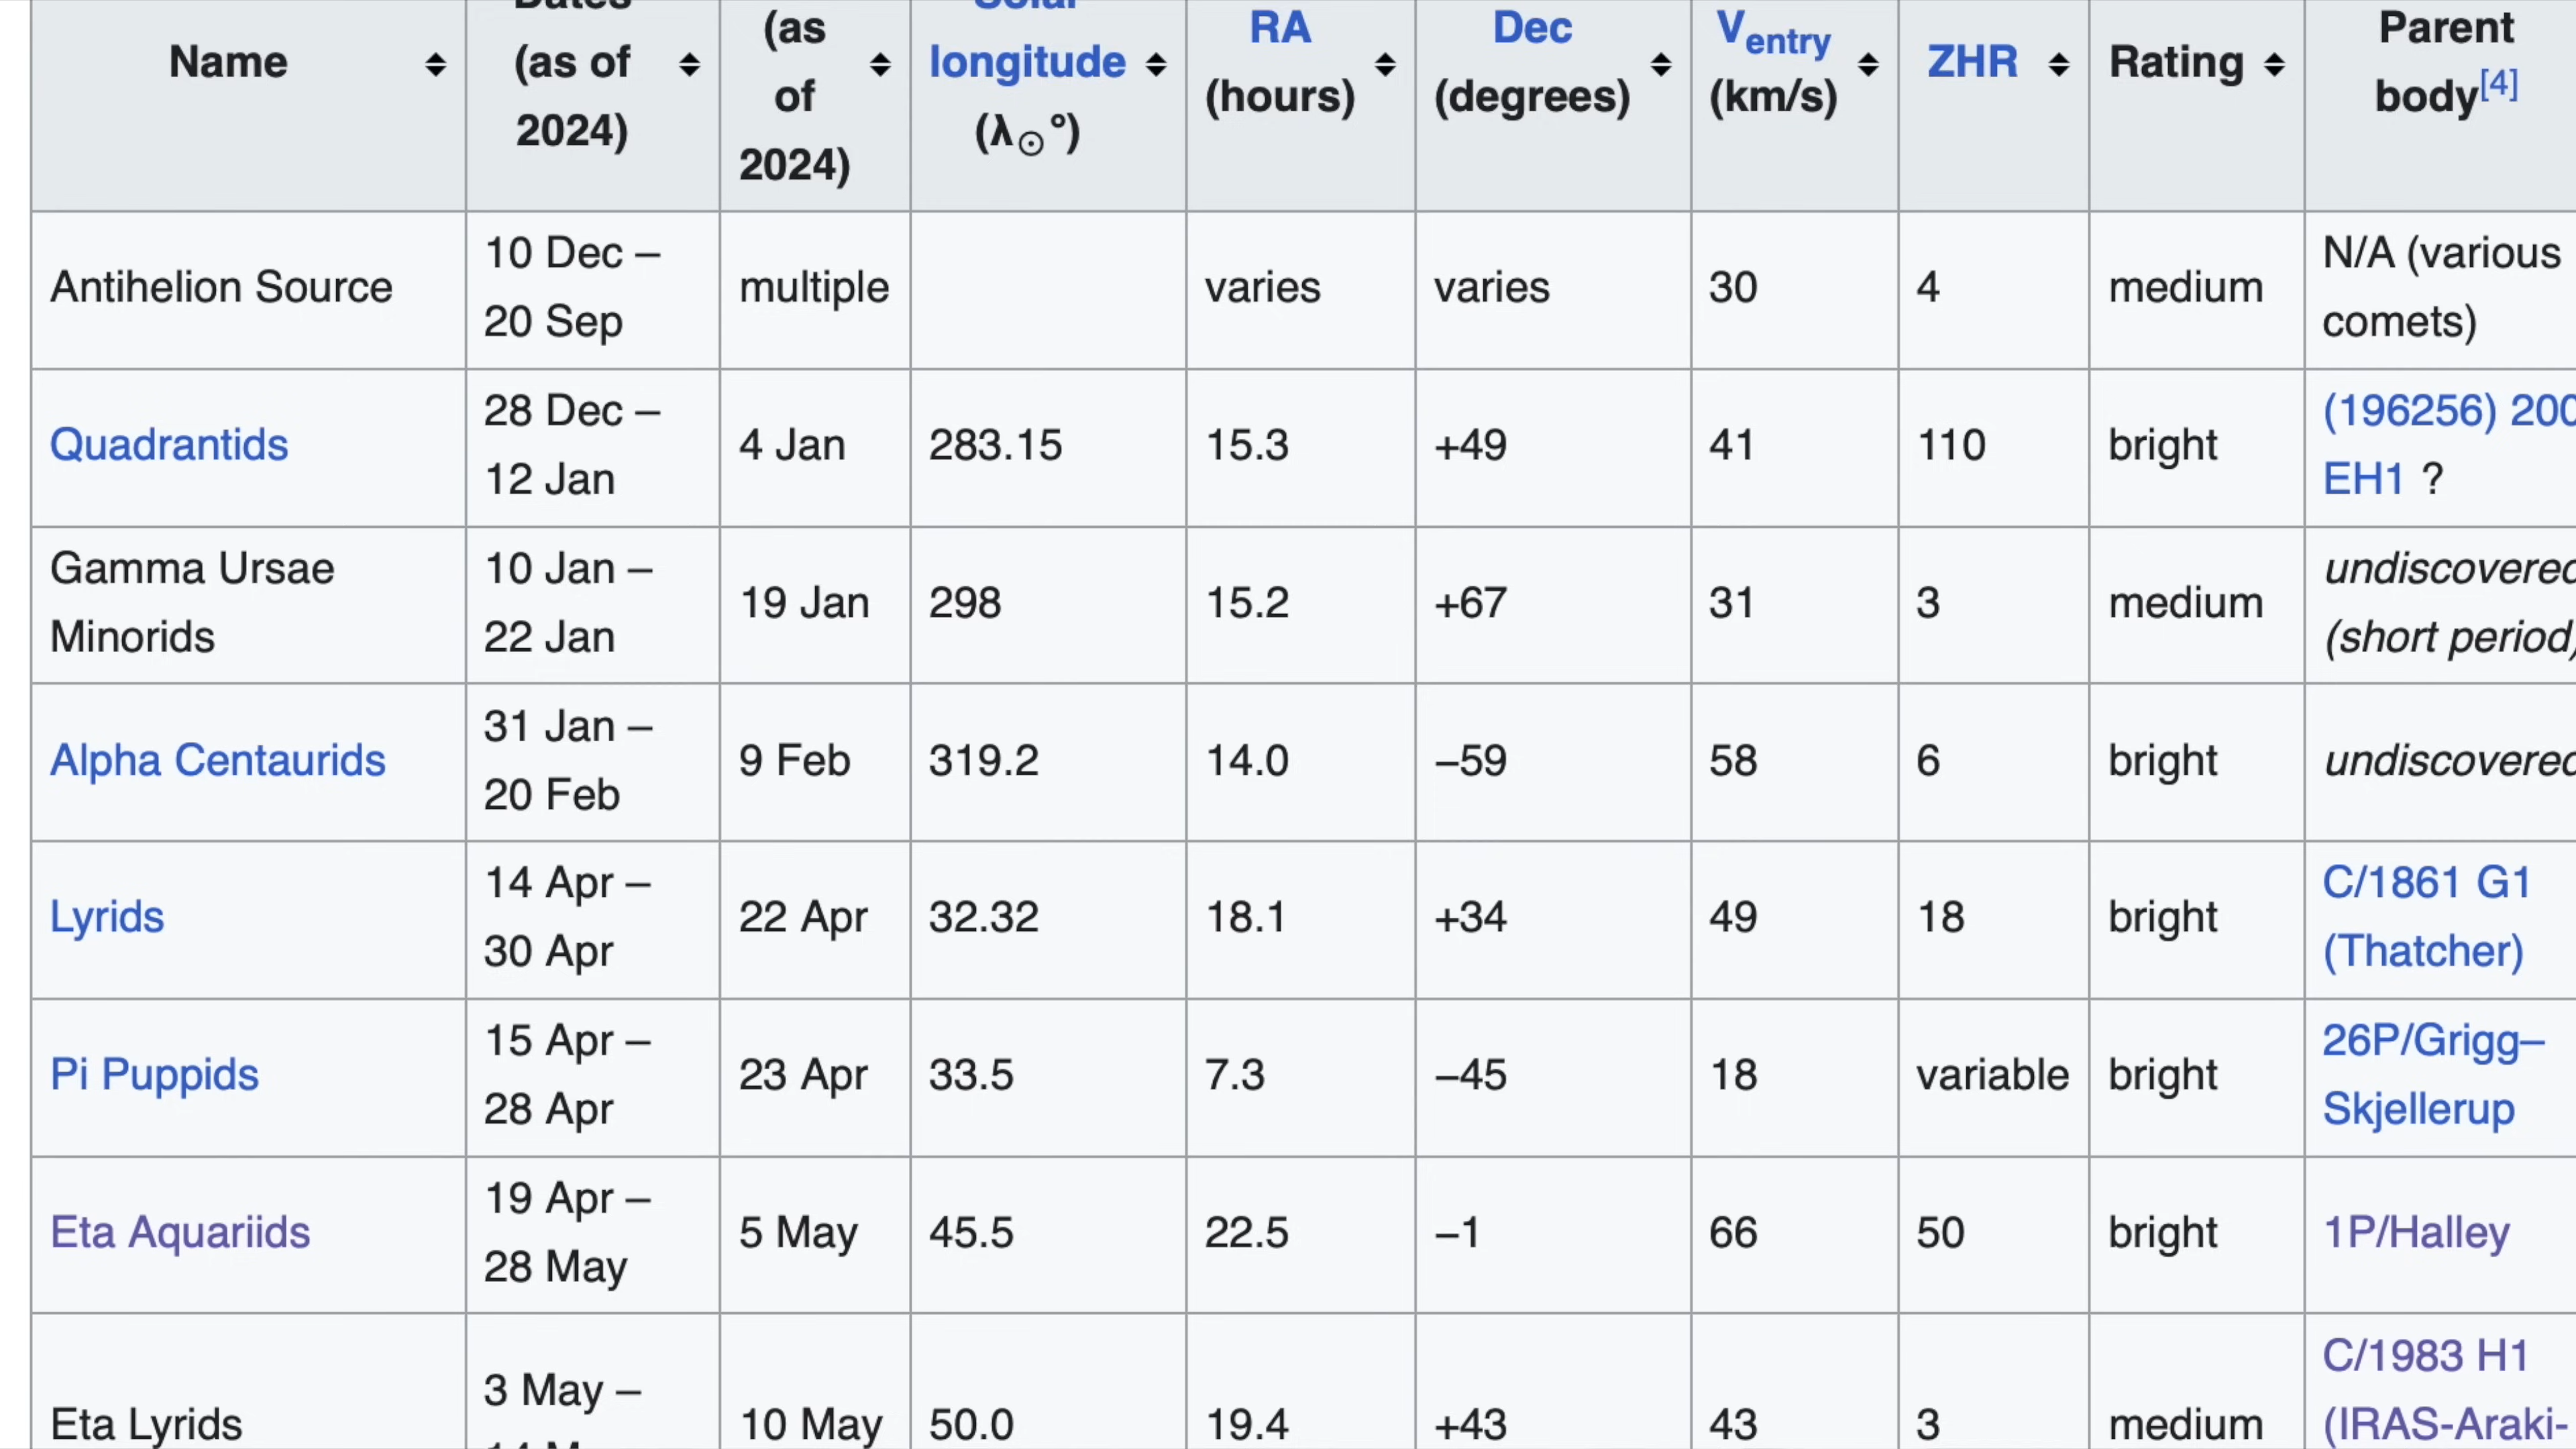 Name
Dates
(as of
2024)
(as
of
2024)
Solar
longitude
(λ☉°)
RA
(hours)
Dec
(degrees)
Ventry
(km/s)
ZHR
Rating
Parent
body[4]
Antihelion Source
10 Dec –
20 Sep
multiple
varies
varies
30
4
medium
N/A (various
comets)
Quadrantids
28 Dec –
12 Jan
4 Jan
283.15
15.3
+49
41
110
bright
(196256) 200
EH1 ?
Gamma Ursae
Minorids
10 Jan –
22 Jan
19 Jan
298
15.2
+67
31
3
medium
undiscovered
(short period)
Alpha Centaurids
31 Jan –
20 Feb
9 Feb
319.2
14.0
−59
58
6
bright
undiscovered
Lyrids
14 Apr –
30 Apr
22 Apr
32.32
18.1
+34
49
18
bright
C/1861 G1
(Thatcher)
Pi Puppids
15 Apr –
28 Apr
23 Apr
33.5
7.3
−45
18
variable
bright
26P/Grigg–
Skjellerup
Eta Aquariids
19 Apr –
28 May
5 May
45.5
22.5
−1
66
50
bright
1P/Halley
Eta Lyrids
3 May –
10 May
50.0
19.4
+43
43
3
medium
C/1983 H1
(IRAS-Araki-